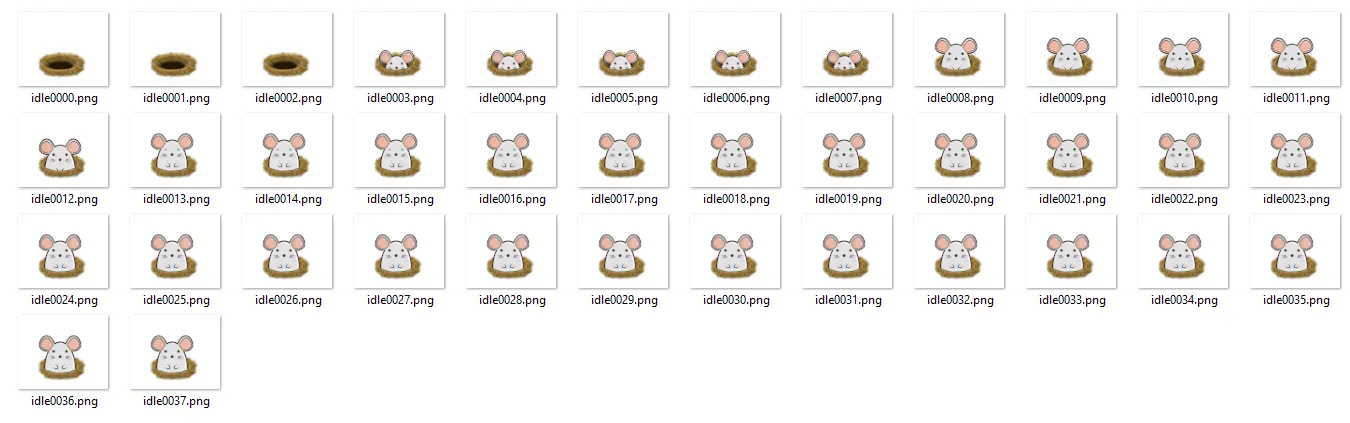 idle0000.png idle0001.png idle0002.png idle0003.png idle0004.png idle0005.png idle0006.png idle0007.png idle0008.png idle0009.png idle0010.png idle0011.png
idle0012.png idle0013.png idle0014.png idle0015.png idle0016.png idle0017.png idle0018.png idle0019.png idle0020.png idle0021.png idle0022.png idle0023.png
idle0024.png idle0025.png idle0026.png idle0027.png idle0028.png idle0029.png idle0030.png idle0031.png idle0032.png idle0033.png idle0034.png idle0035.png
idle0036.png idle0037.png